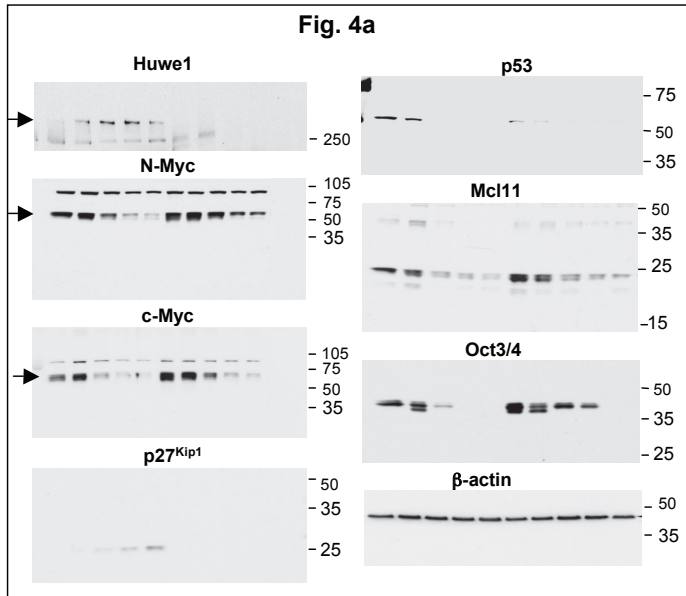 Fig. 4a
Huwe1
- 250
N-Myc
- 105
- 75
- 50
- 35
c-Myc
- 105
- 75
- 50
- 35
p27Kip1
- 50
- 35
- 25
p53
- 75
- 50
- 35
Mcl11
- 50
- 35
- 25
-15
Oct3/4
- 50
- 35
- 25
β-actin
- 50
- 35